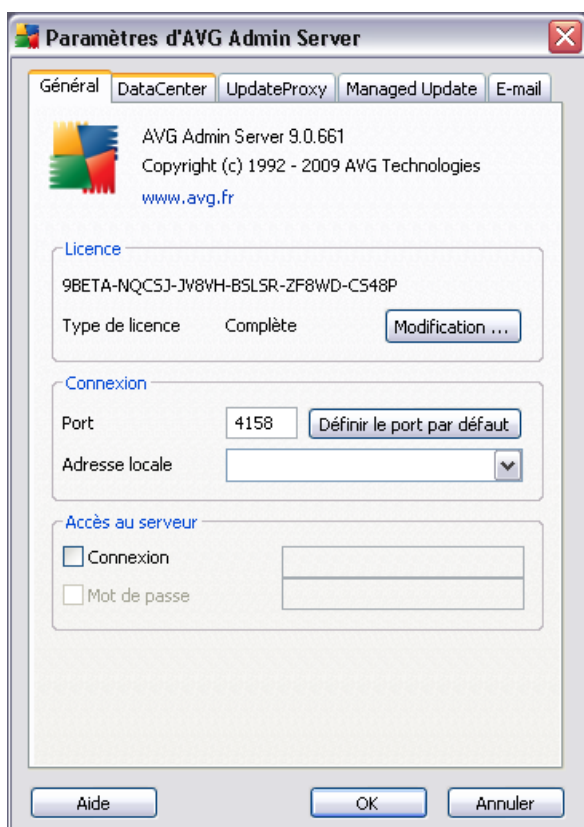 Paramètres d'AVG Admin Server
Général DataCenter UpdateProxy Managed Update E-mail
AVG Admin Server 9.0.661
Copyright (c) 1992 - 2009 AVG Technologies
www.avg.fr
Licence
9BETA-NQCSJ-JV8VH-BSLSR-ZF8WD-CS48P
Type de licence Complète Modification ...
Connexion
Port 4158 Définir le port par défaut
Adresse locale
Accès au serveur
Connexion
Mot de passe
Aide OK Annuler